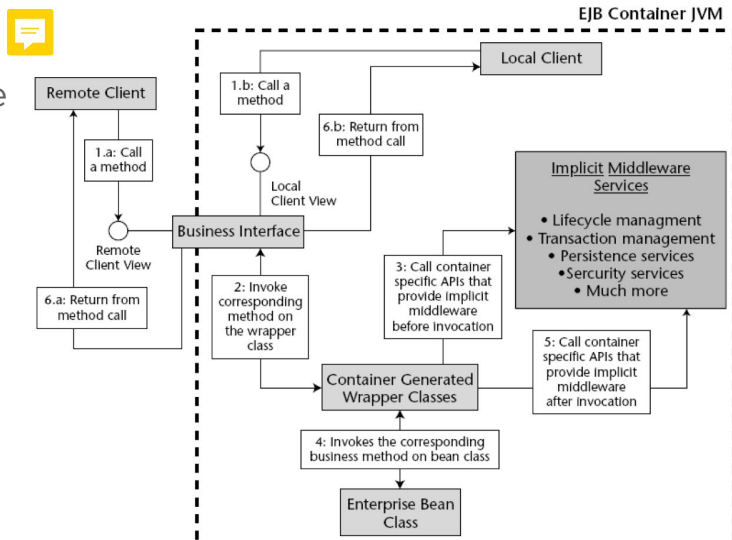 EJB Container JVM
Remote Client
Local Client
1.b: Call a
method
6.b: Return from
method call
1.a: Call
a method
Local
Client View
Implicit Middleware
Services
• Lifecycle managment
• Transaction management
• Persistence services
•Sercurity services
• Much more
Business Interface
Remote
Client View
2: Invoke
corresponding
method on
the wrapper
class
3: Call container
specific APIs that
provide implicit
middleware
before invocation
6.a: Return from
method call
5: Call container
specific APIs that
provide implicit
middleware
after invocation
Container Generated
Wrapper Classes
4: Invokes the corresponding
business method on bean class
Enterprise Bean
Class